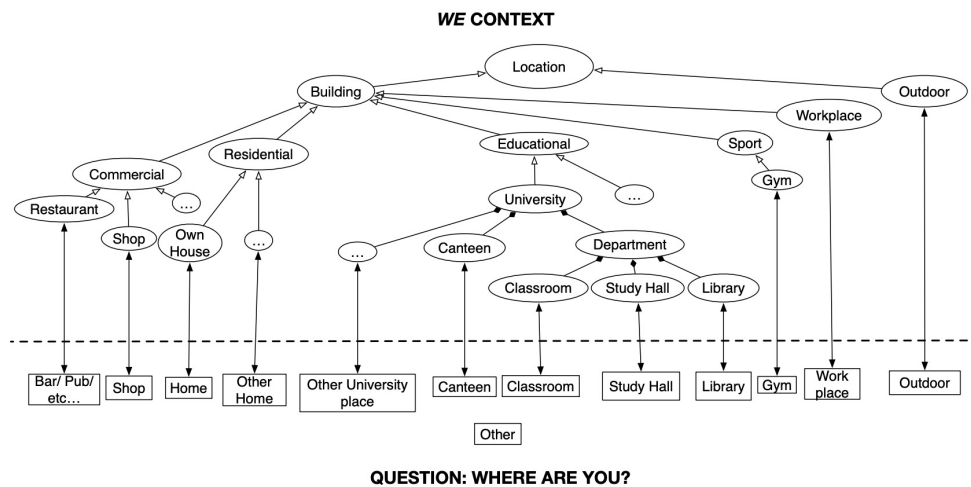 WE CONTEXT
Location
Building
Outdoor
Workplace
Residential
Educational
Sport
Commercial
Gym
Restaurant
...
University
...
Shop
Own
House
...
...
Canteen
Department
Classroom
Study Hall
Library
Bar/ Pub/
etc...
Shop
Home
Other
Home
Other University
place
Canteen
Classroom
Study Hall
Library
Gym
Work
place
Outdoor
Other
QUESTION: WHERE ARE YOU?